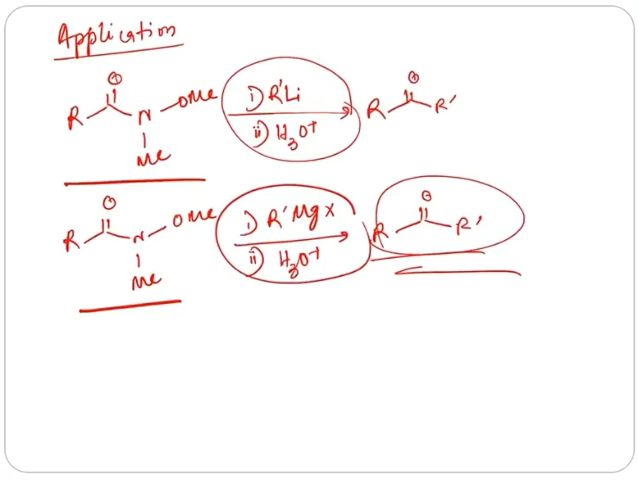 Application
O
R N OMe i) R'Li O
ii) H3O+ R R'
Me
O
R N OMe i) R'Mgx O
ii) H3O+ R R'
Me